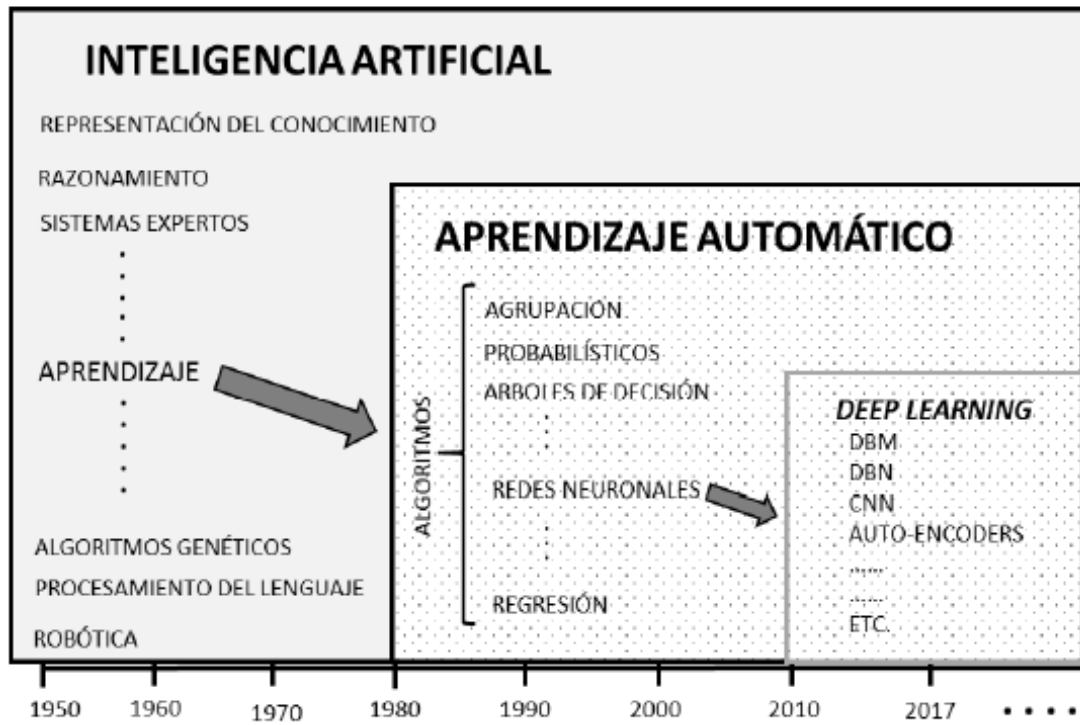 INTELIGENCIA ARTIFICIAL
REPRESENTACIÓN DEL CONOCIMIENTO
RAZONAMIENTO
SISTEMAS EXPERTOS
APRENDIZAJE
ALGORITMOS GENÉTICOS
PROCESAMIENTO DEL LENGUAJE
ROBÓTICA
APRENDIZAJE AUTOMÁTICO
ALGORITMOS
AGRUPACIÓN
PROBABILÍSTICOS
ARBOLES DE DECISIÓN
REDES NEURONALES
REGRESIÓN
DEEP LEARNING
DBM
DBN
CNN
AUTO-ENCODERS
......
......
ETC.
1950 1960 1970 1980 1990 2000 2010 2017 ....